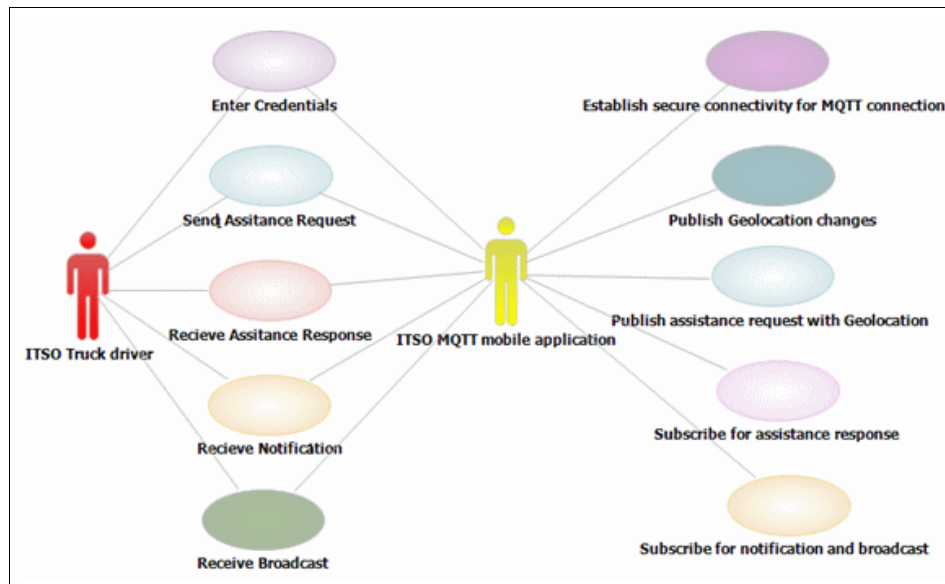 Enter Credentials
Establish secure connectivity for MQTT connection
Send Assitance Request
Publish Geolocation changes
Recieve Assitance Response
ITSO MQTT mobile application
Publish assistance request with Geolocation
ITSO Truck driver
Recieve Notification
Subscribe for assistance response
Receive Broadcast
Subscribe for notification and broadcast